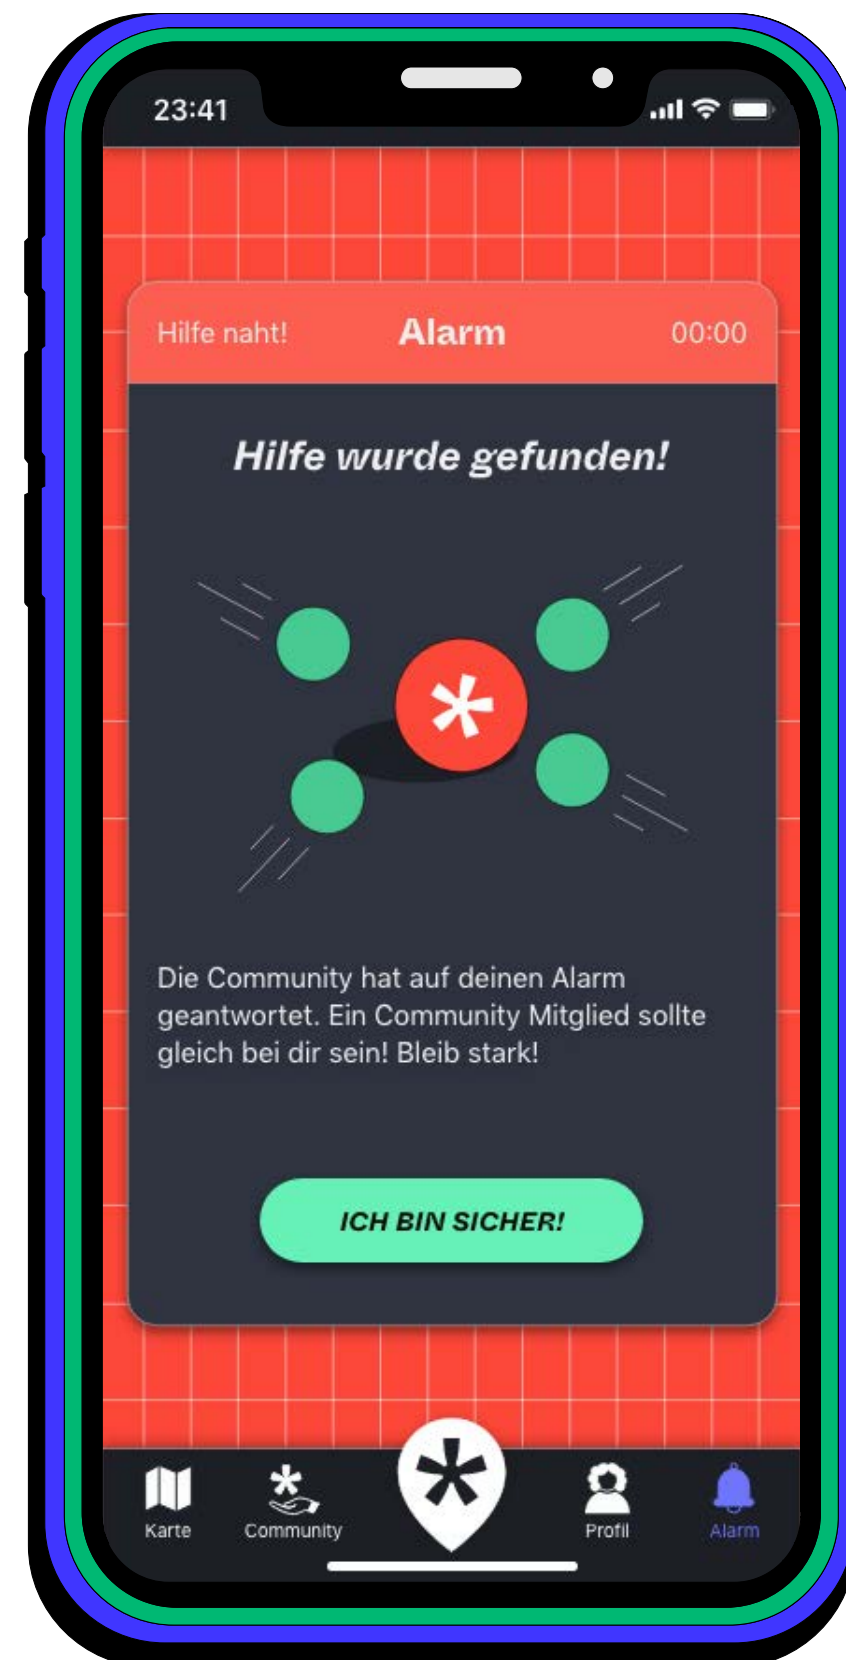 23:41
Hilfe naht! Alarm 00:00
Hilfe wurde gefunden!
Die Community hat auf deinen Alarm
geantwortet. Ein Community Mitglied sollte
gleich bei dir sein! Bleib stark!
ICH BIN SICHER!
Karte Community Profil Alarm